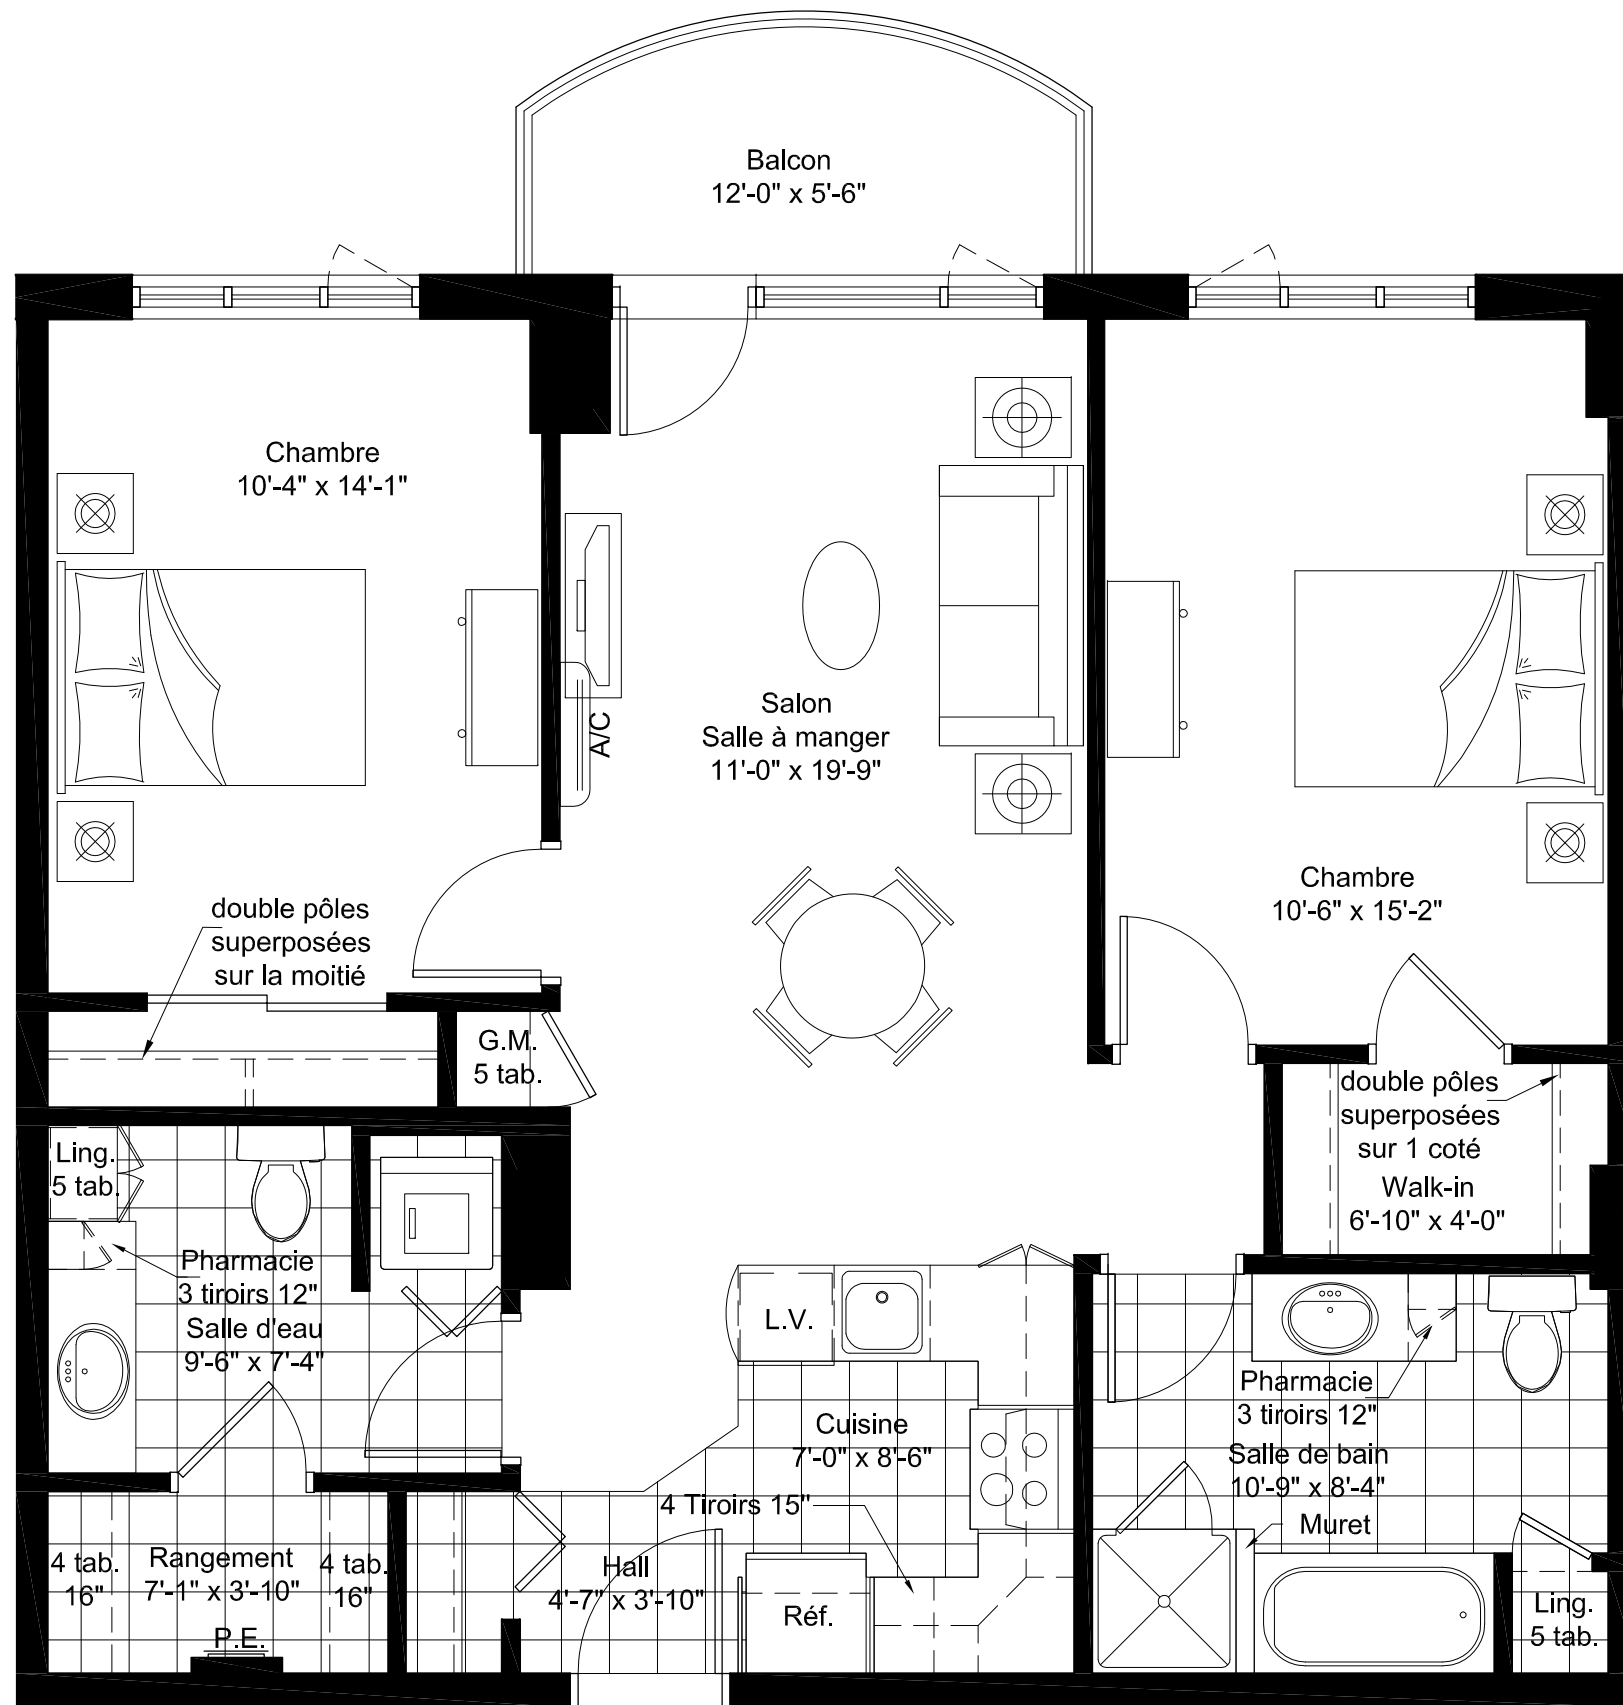 Balcon
12'-0" x 5'-6"
Chambre
10'-4" x 14'-1"
A/C
Salon
Salle à manger
11'-0" x 19'-9"
Chambre
10'-6" x 15'-2"
double pôles
superposées
sur la moitié
G.M.
5 tab.
double pôles
superposées
sur 1 coté
Walk-in
6'-10" x 4'-0"
Ling.
5 tab.
Pharmacie
3 tiroirs 12"
Salle d'eau
9'-6" x 7'-4"
L.V.
Cuisine
7'-0" x 8'-6"
4 Tiroirs 15"
Pharmacie
3 tiroirs 12"
Salle de bain
10'-9" x 8'-4"
Muret
4 tab.
16"
Rangement
7'-1" x 3'-10"
4 tab.
16"
P.E.
Hall
4'-7" x 3'-10"
Réf.
Ling.
5 tab.